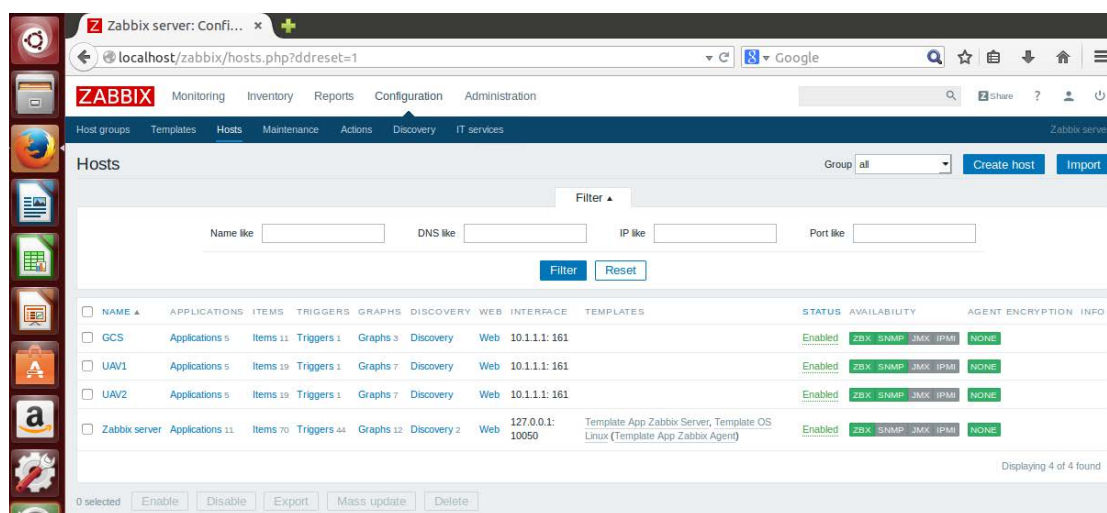 Z Zabbix server: Confi... ×
localhost/zabbix/hosts.php?ddreset=1
8 Google
ZABBIX Monitoring Inventory Reports Configuration Administration Z Share ?
Host groups Templates Hosts Maintenance Actions Discovery IT services Zabbix serve
Hosts Group all Create host Import
Filter ▲
Name like DNS like IP like Port like
Filter Reset
NAME ▲ APPLICATIONS ITEMS TRIGGERS GRAPHS DISCOVERY WEB INTERFACE TEMPLATES STATUS AVAILABILITY AGENT ENCRYPTION INFO
GCS Applications 5 Items 11 Triggers 1 Graphs 3 Discovery Web 10.1.1.1: 161 Enabled ZBX SNMP JMX IPMI NONE
UAV1 Applications 5 Items 19 Triggers 1 Graphs 7 Discovery Web 10.1.1.1: 161 Enabled ZBX SNMP JMX IPMI NONE
UAV2 Applications 5 Items 19 Triggers 1 Graphs 7 Discovery Web 10.1.1.1: 161 Enabled ZBX SNMP JMX IPMI NONE
Zabbix server Applications 11 Items 70 Triggers 44 Graphs 12 Discovery 2 Web 127.0.0.1: 10050 Template App Zabbix Server, Template OS Linux (Template App Zabbix Agent) Enabled ZBX SNMP JMX IPMI NONE
Displaying 4 of 4 found
0 selected Enable Disable Export Mass update Delete
a